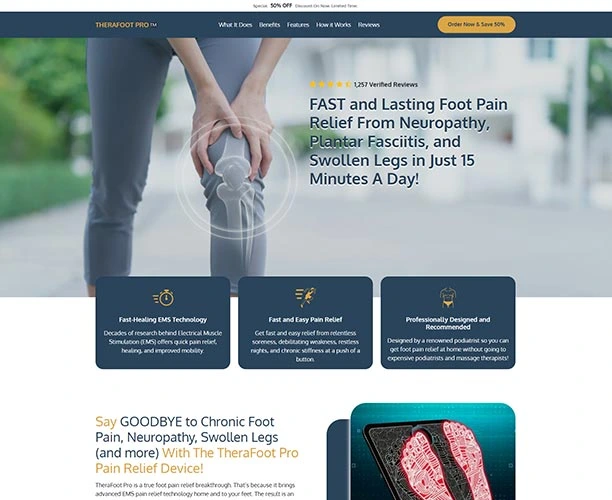 Special 50% OFF Discount On Now. Limited Time.
THERAFOOT PRO™
What It Does Benefits Features How it Works Reviews
Order Now & Save 50%
1,257 Verified Reviews
FAST and Lasting Foot Pain
Relief From Neuropathy,
Plantar Fasciitis, and
Swollen Legs in Just 15
Minutes A Day!
Fast-Healing EMS Technology
Decades of research behind Electrical Muscle
Stimulation (EMS) offers quick pain relief,
healing, and improved mobility.
Fast and Easy Pain Relief
Get fast and easy relief from relentless
soreness, debilitating weakness, restless
nights, and chronic stiffness at a push of a
button.
Professionally Designed and
Recommended
Designed by a renowned podiatrist so you can
get foot pain relief at home without going to
expensive podiatrists and massage therapists!
Say GOODBYE to Chronic Foot
Pain, Neuropathy, Swollen Legs
(and more) With The TheraFoot Pro
Pain Relief Device!
TheraFoot Pro is a true foot pain relief breakthrough. That's because it brings
advanced EMS pain relief technology home and to your feet. The result is an